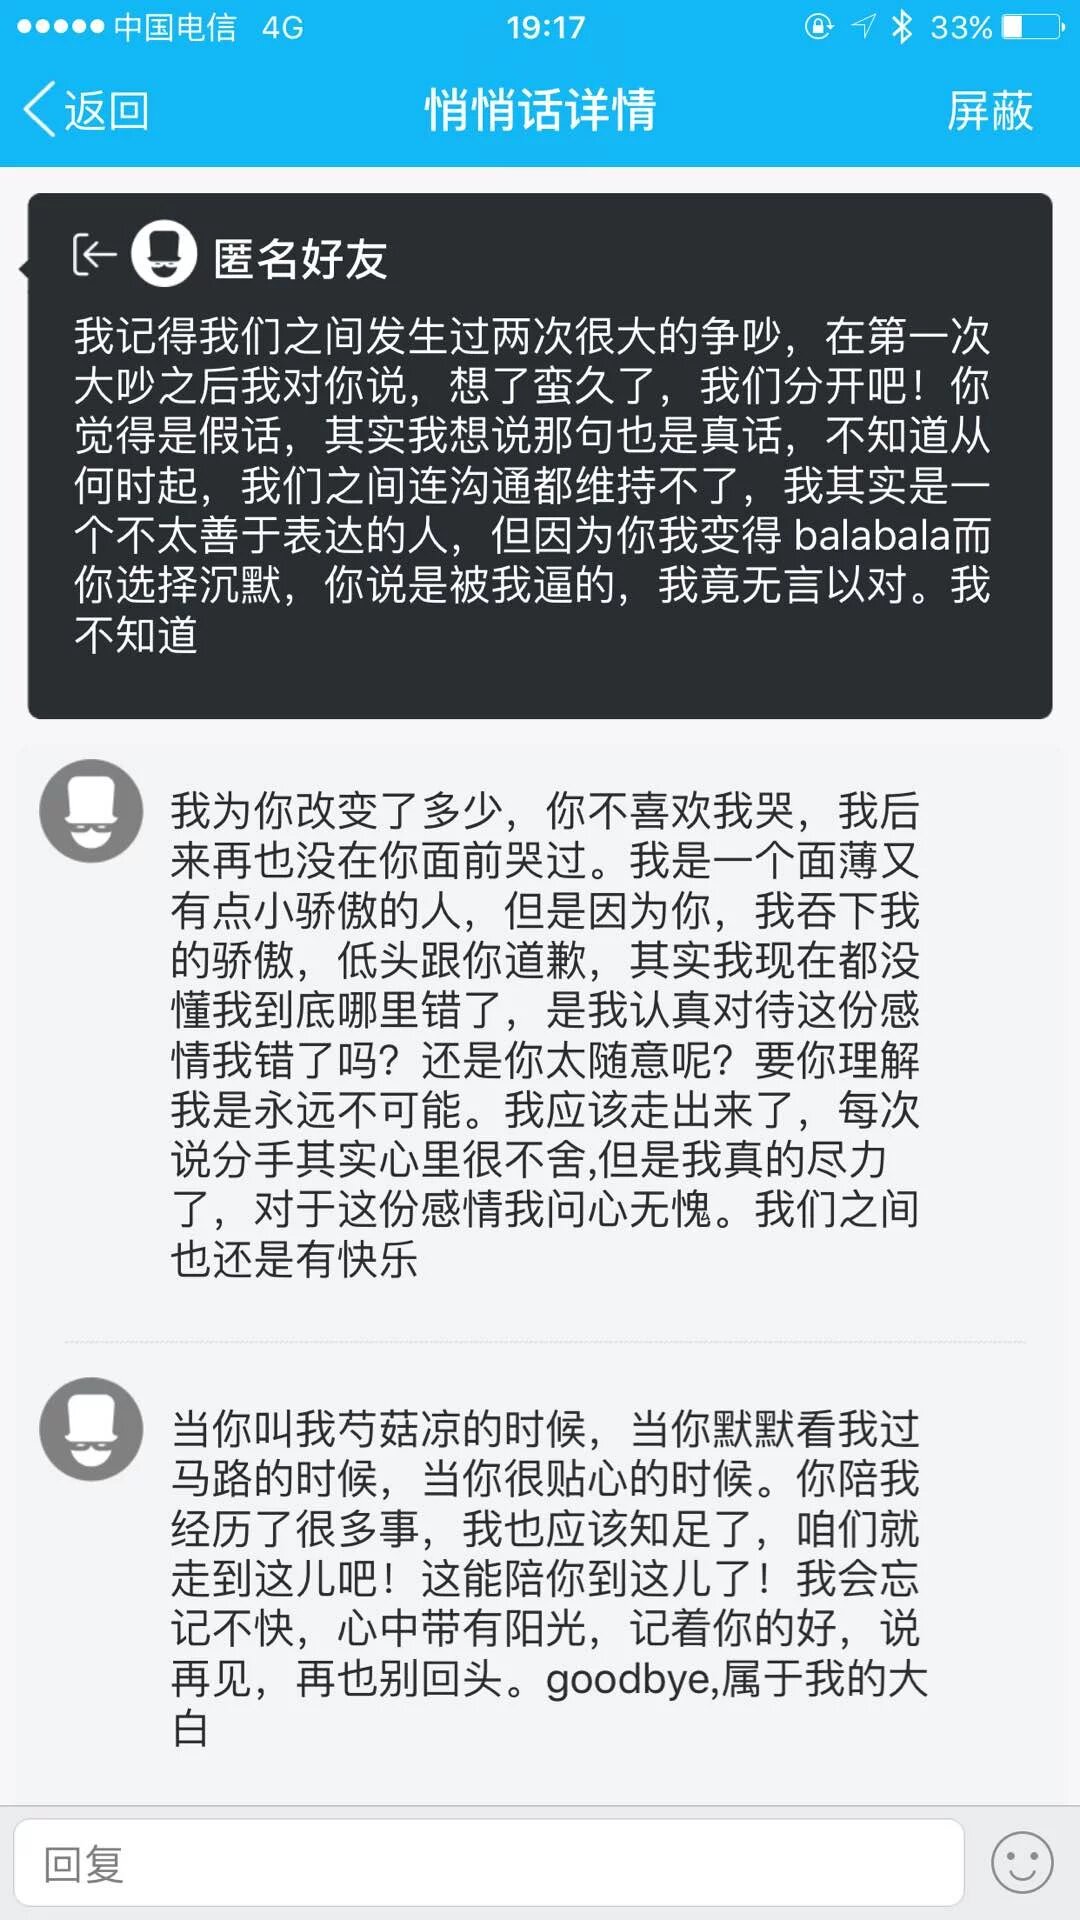 中国电信 4G 19:17 33%
返回 悄悄话详情 屏蔽
匿名好友
我记得我们之间发生过两次很大的争吵，在第一次
大吵之后我对你说，想了蛮久了，我们分开吧！你
觉得是假话，其实我想说那句也是真话，不知道从
何时起，我们之间连沟通都维持不了，我其实是一
个不太善于表达的人，但因为你我变得 balabala而
你选择沉默，你说是被我逼的，我竟无言以对。我
不知道
我为你改变了多少，你不喜欢我哭，我后
来再也没在你面前哭过。我是一个面薄又
有点小骄傲的人，但是因为你，我吞下我
的骄傲，低头跟你道歉，其实我现在都没
懂我到底哪里错了，是我认真对待这份感
情我错了吗？还是你太随意呢？要你理解
我是永远不可能。我应该走出来了，每次
说分手其实心里很不舍,但是我真的尽力
了，对于这份感情我问心无愧。我们之间
也还是有快乐
当你叫我芍菇凉的时候，当你默默看我过
马路的时候，当你很贴心的时候。你陪我
经历了很多事，我也应该知足了，咱们就
走到这儿吧！这能陪你到这儿了！我会忘
记不快，心中带有阳光，记着你的好，说
再见，再也别回头。goodbye,属于我的大
白
回复